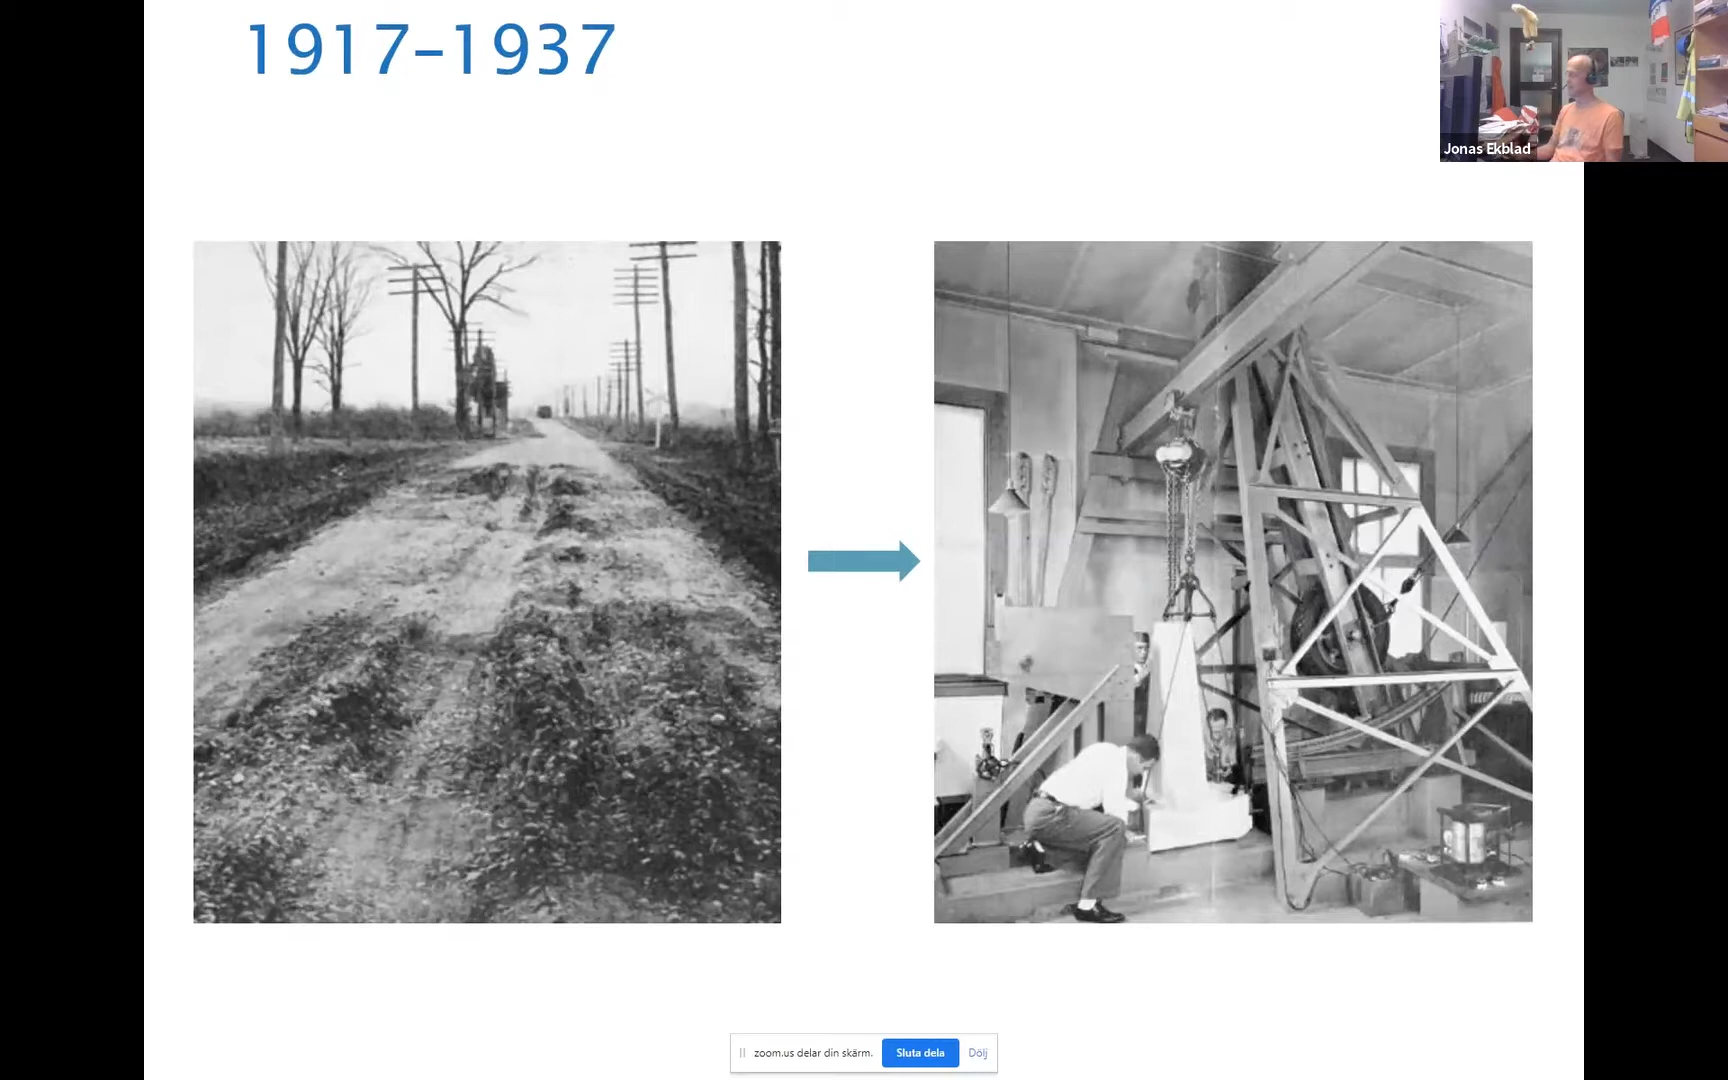 1917–1937
Jonas Ekblad
zoom.us delar din skärm. Sluta dela Dölj